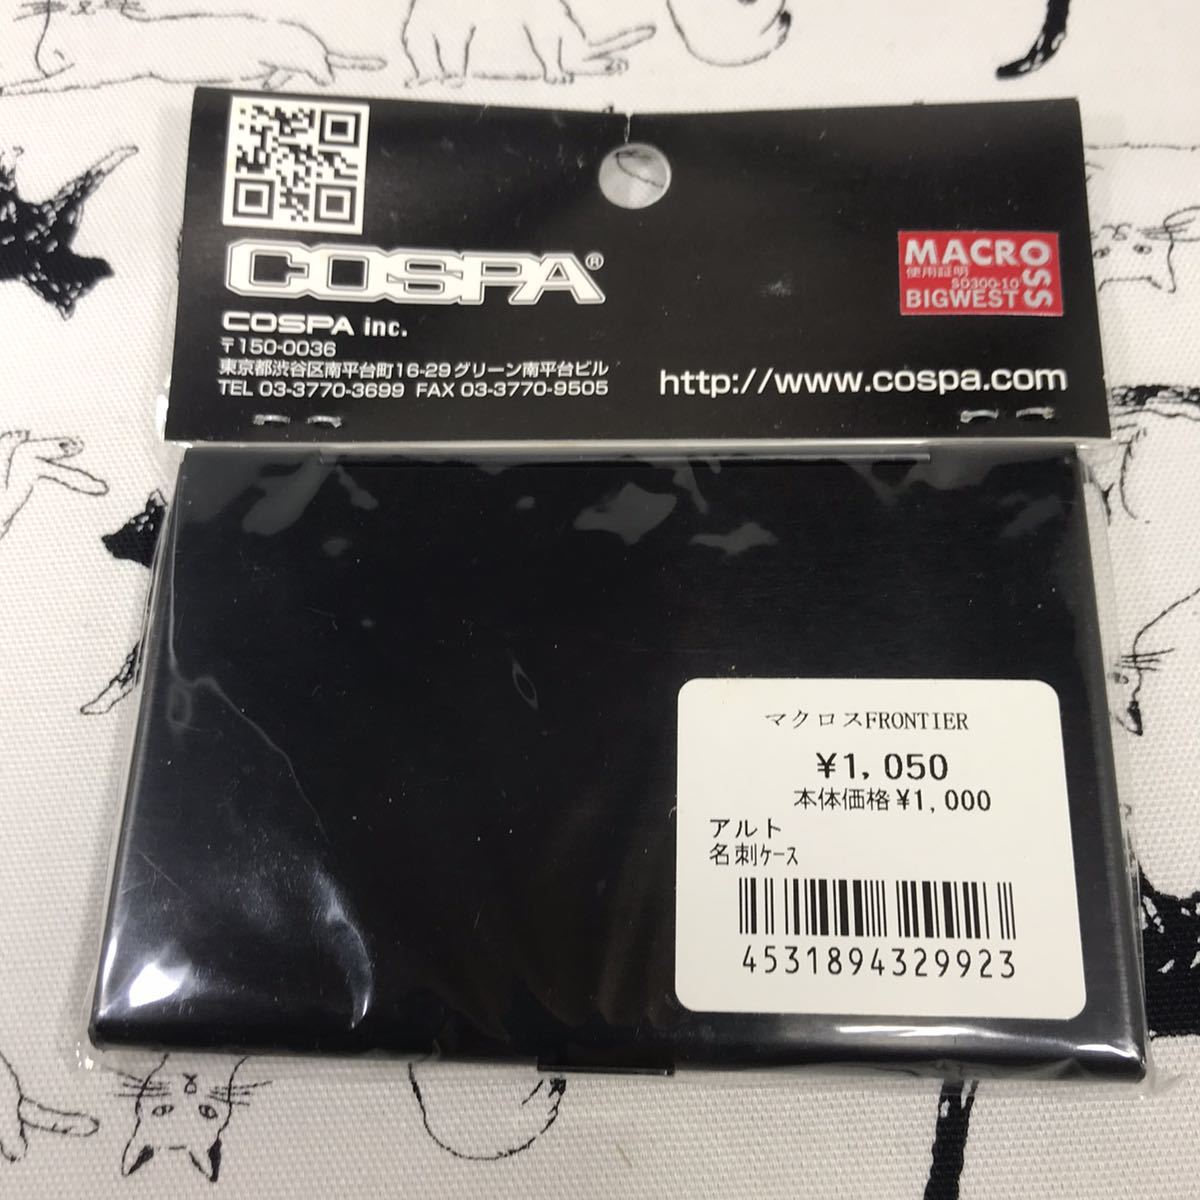 COSPA®
COSPA inc.
〒150-0036
東京都渋谷区南平台町16-29グリーン南平台ビル
TEL 03-3770-3699 FAX 03-3770-9505
MACROSS
使用証明
SD300-10
BIGWEST
http://www.cospa.com
マクロスFRONTIER
¥1,050
本体価格¥1,000
アルト
名刺ケース
4531894329923